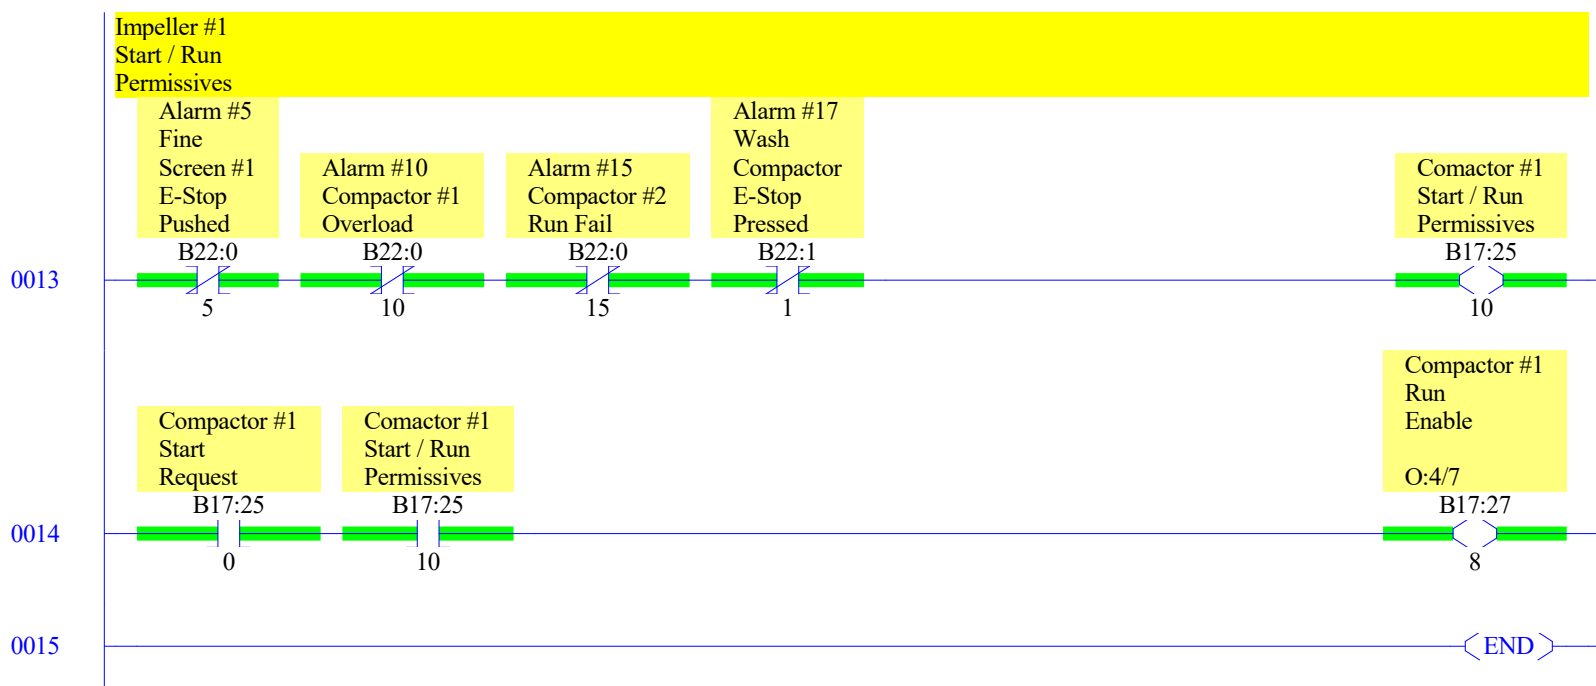 Impeller #1
Start / Run
Permissives
Alarm #5
Fine
Screen #1
E-Stop
Pushed
B22:0
5
Alarm #10
Compactor #1
Overload
B22:0
10
Alarm #15
Compactor #2
Run Fail
B22:0
15
Alarm #17
Wash
Compactor
E-Stop
Pressed
B22:1
1
Comactor #1
Start / Run
Permissives
B17:25
10
0013
Compactor #1
Start
Request
B17:25
0
Comactor #1
Start / Run
Permissives
B17:25
10
Compactor #1
Run
Enable
O:4/7
B17:27
8
0014
0015
END